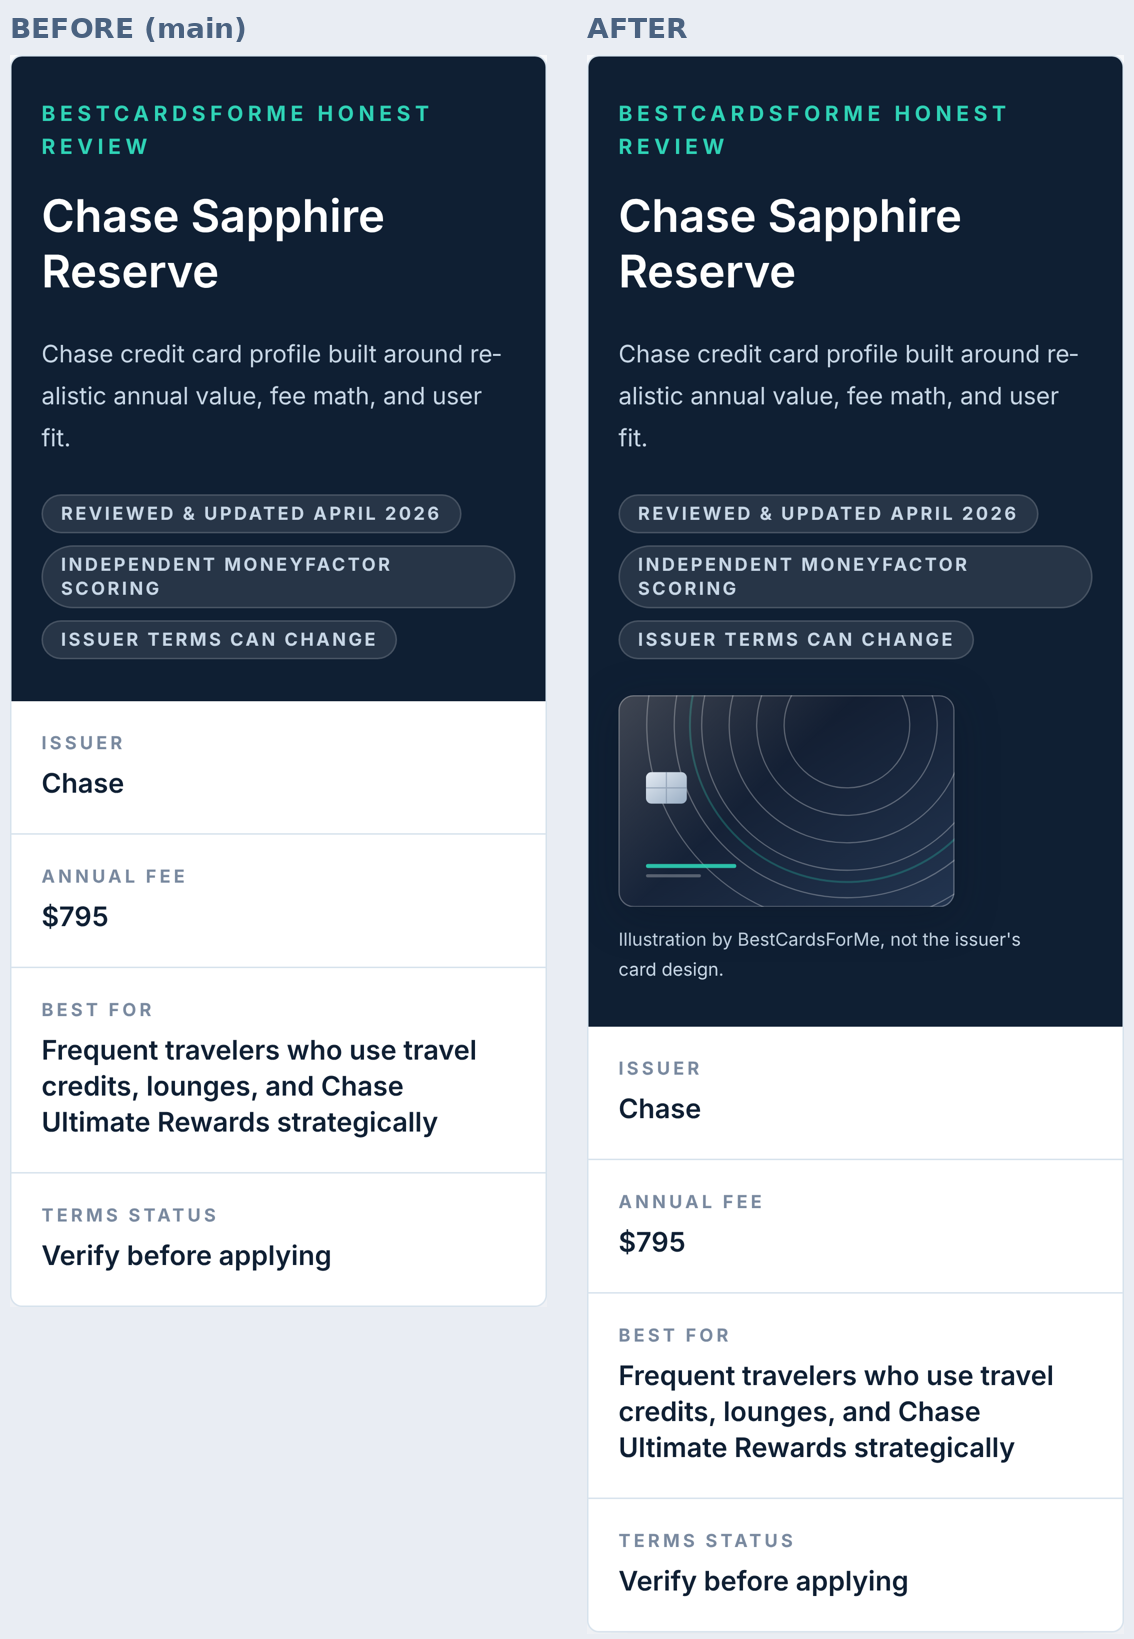 BEFORE (main)
BESTCARDSFORME HONEST
REVIEW
Chase Sapphire
Reserve
Chase credit card profile built around re-
alistic annual value, fee math, and user
fit.
REVIEWED & UPDATED APRIL 2026
INDEPENDENT MONEYFACTOR
SCORING
ISSUER TERMS CAN CHANGE
ISSUER
Chase
ANNUAL FEE
$795
BEST FOR
Frequent travelers who use travel
credits, lounges, and Chase
Ultimate Rewards strategically
TERMS STATUS
Verify before applying
AFTER
BESTCARDSFORME HONEST
REVIEW
Chase Sapphire
Reserve
Chase credit card profile built around re-
alistic annual value, fee math, and user
fit.
REVIEWED & UPDATED APRIL 2026
INDEPENDENT MONEYFACTOR
SCORING
ISSUER TERMS CAN CHANGE
Illustration by BestCardsForMe, not the issuer's
card design.
ISSUER
Chase
ANNUAL FEE
$795
BEST FOR
Frequent travelers who use travel
credits, lounges, and Chase
Ultimate Rewards strategically
TERMS STATUS
Verify before applying